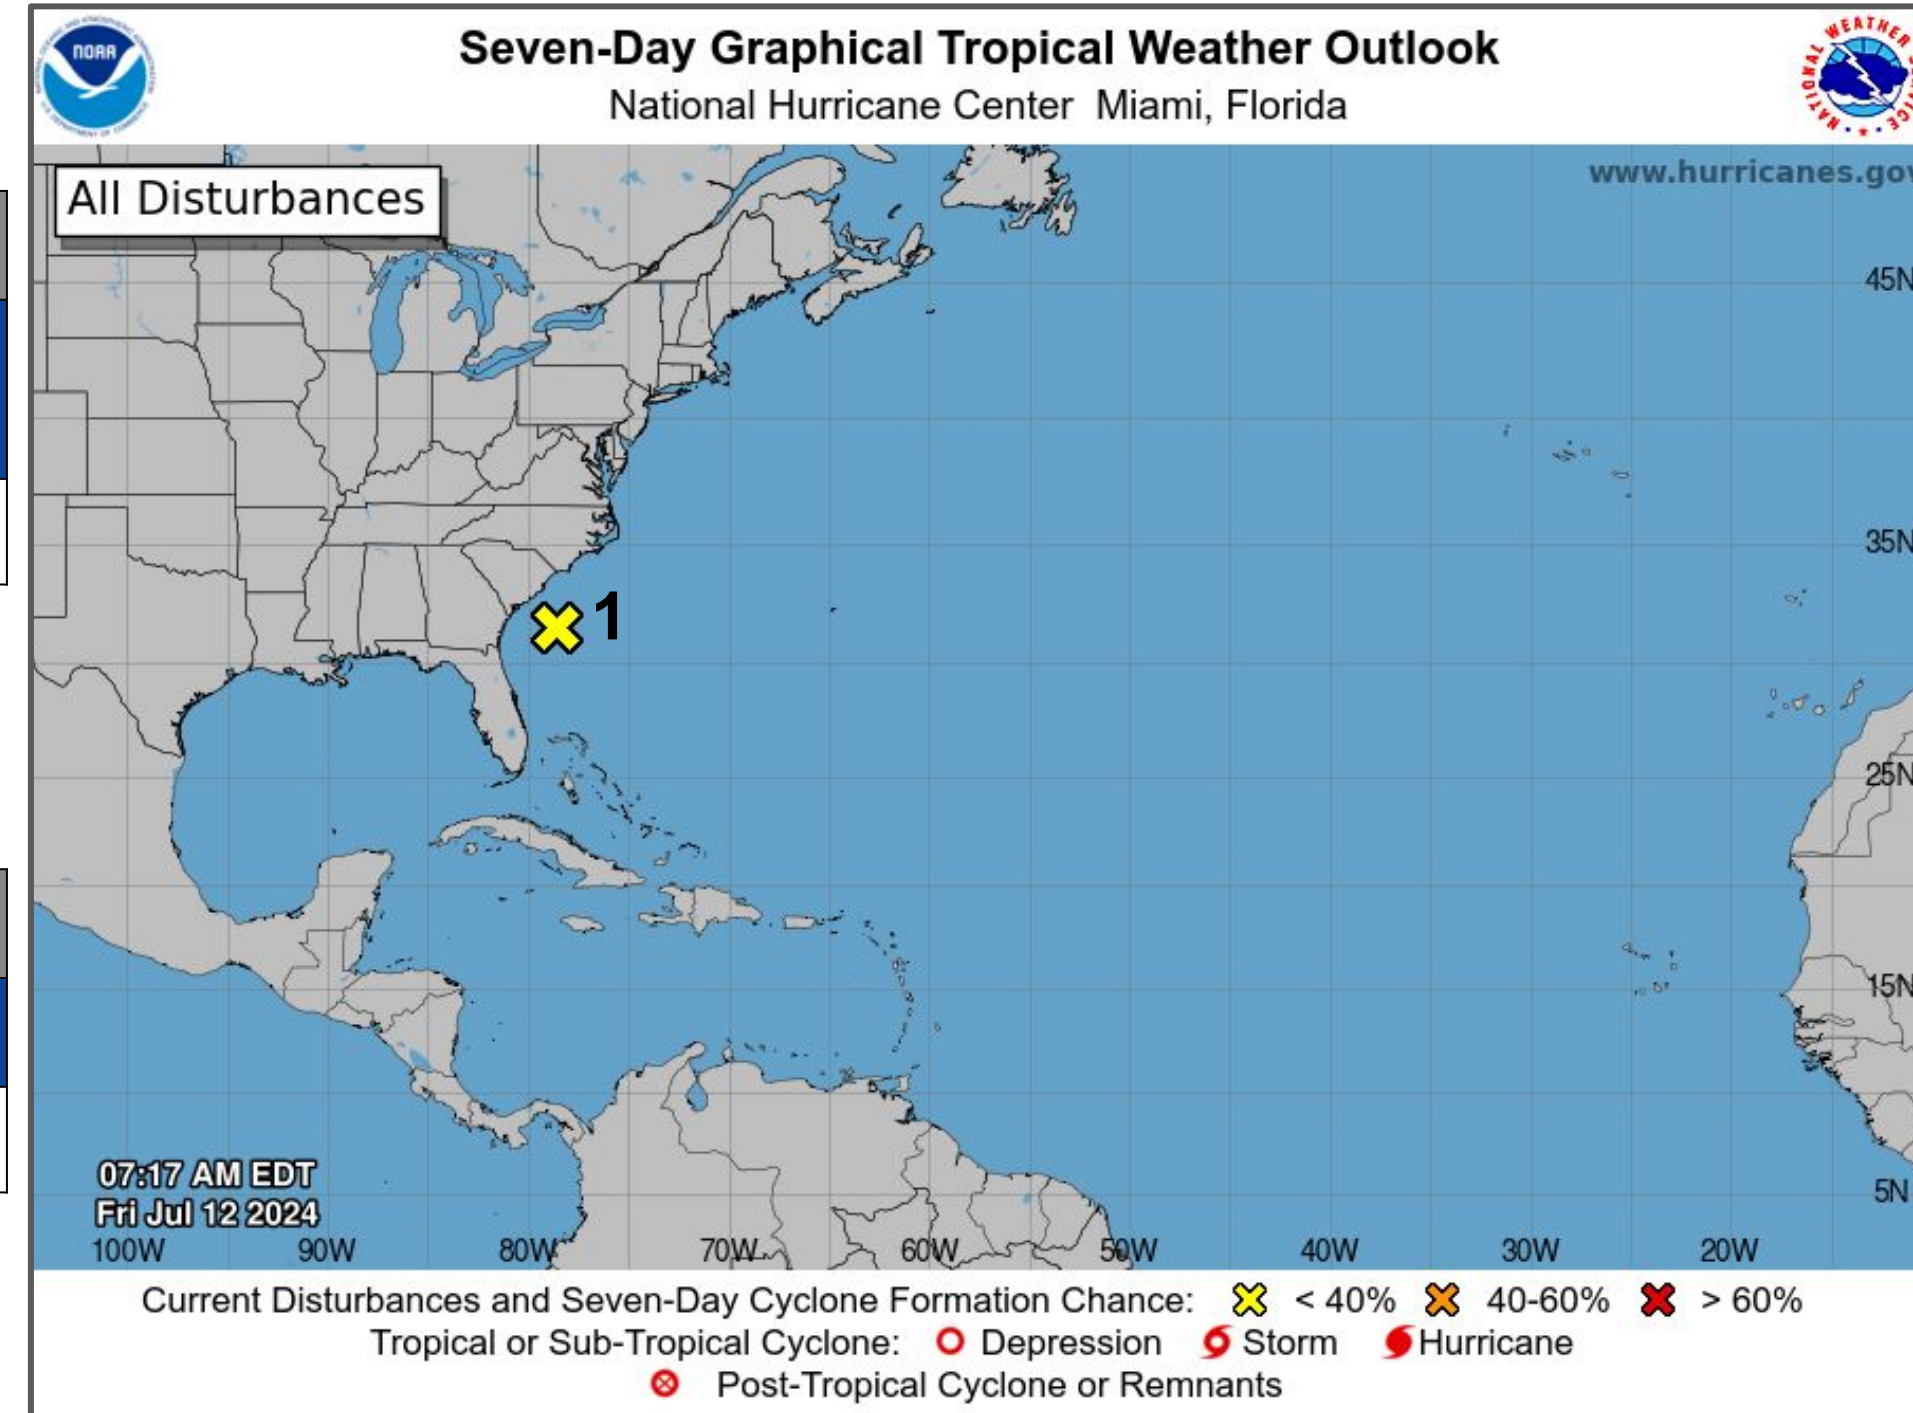 Seven-Day Graphical Tropical Weather Outlook
National Hurricane Center Miami, Florida
NOAA
NATIONAL WEATHER
All Disturbances
www.hurricanes.gov
45N
35N
1
25N
15N
5N
07:17 AM EDT
Fri Jul 12 2024
100W 90W 80W 70W 60W 50W 40W 30W 20W
Current Disturbances and Seven-Day Cyclone Formation Chance: < 40% 40-60% > 60%
Tropical or Sub-Tropical Cyclone: Depression Storm Hurricane
Post-Tropical Cyclone or Remnants